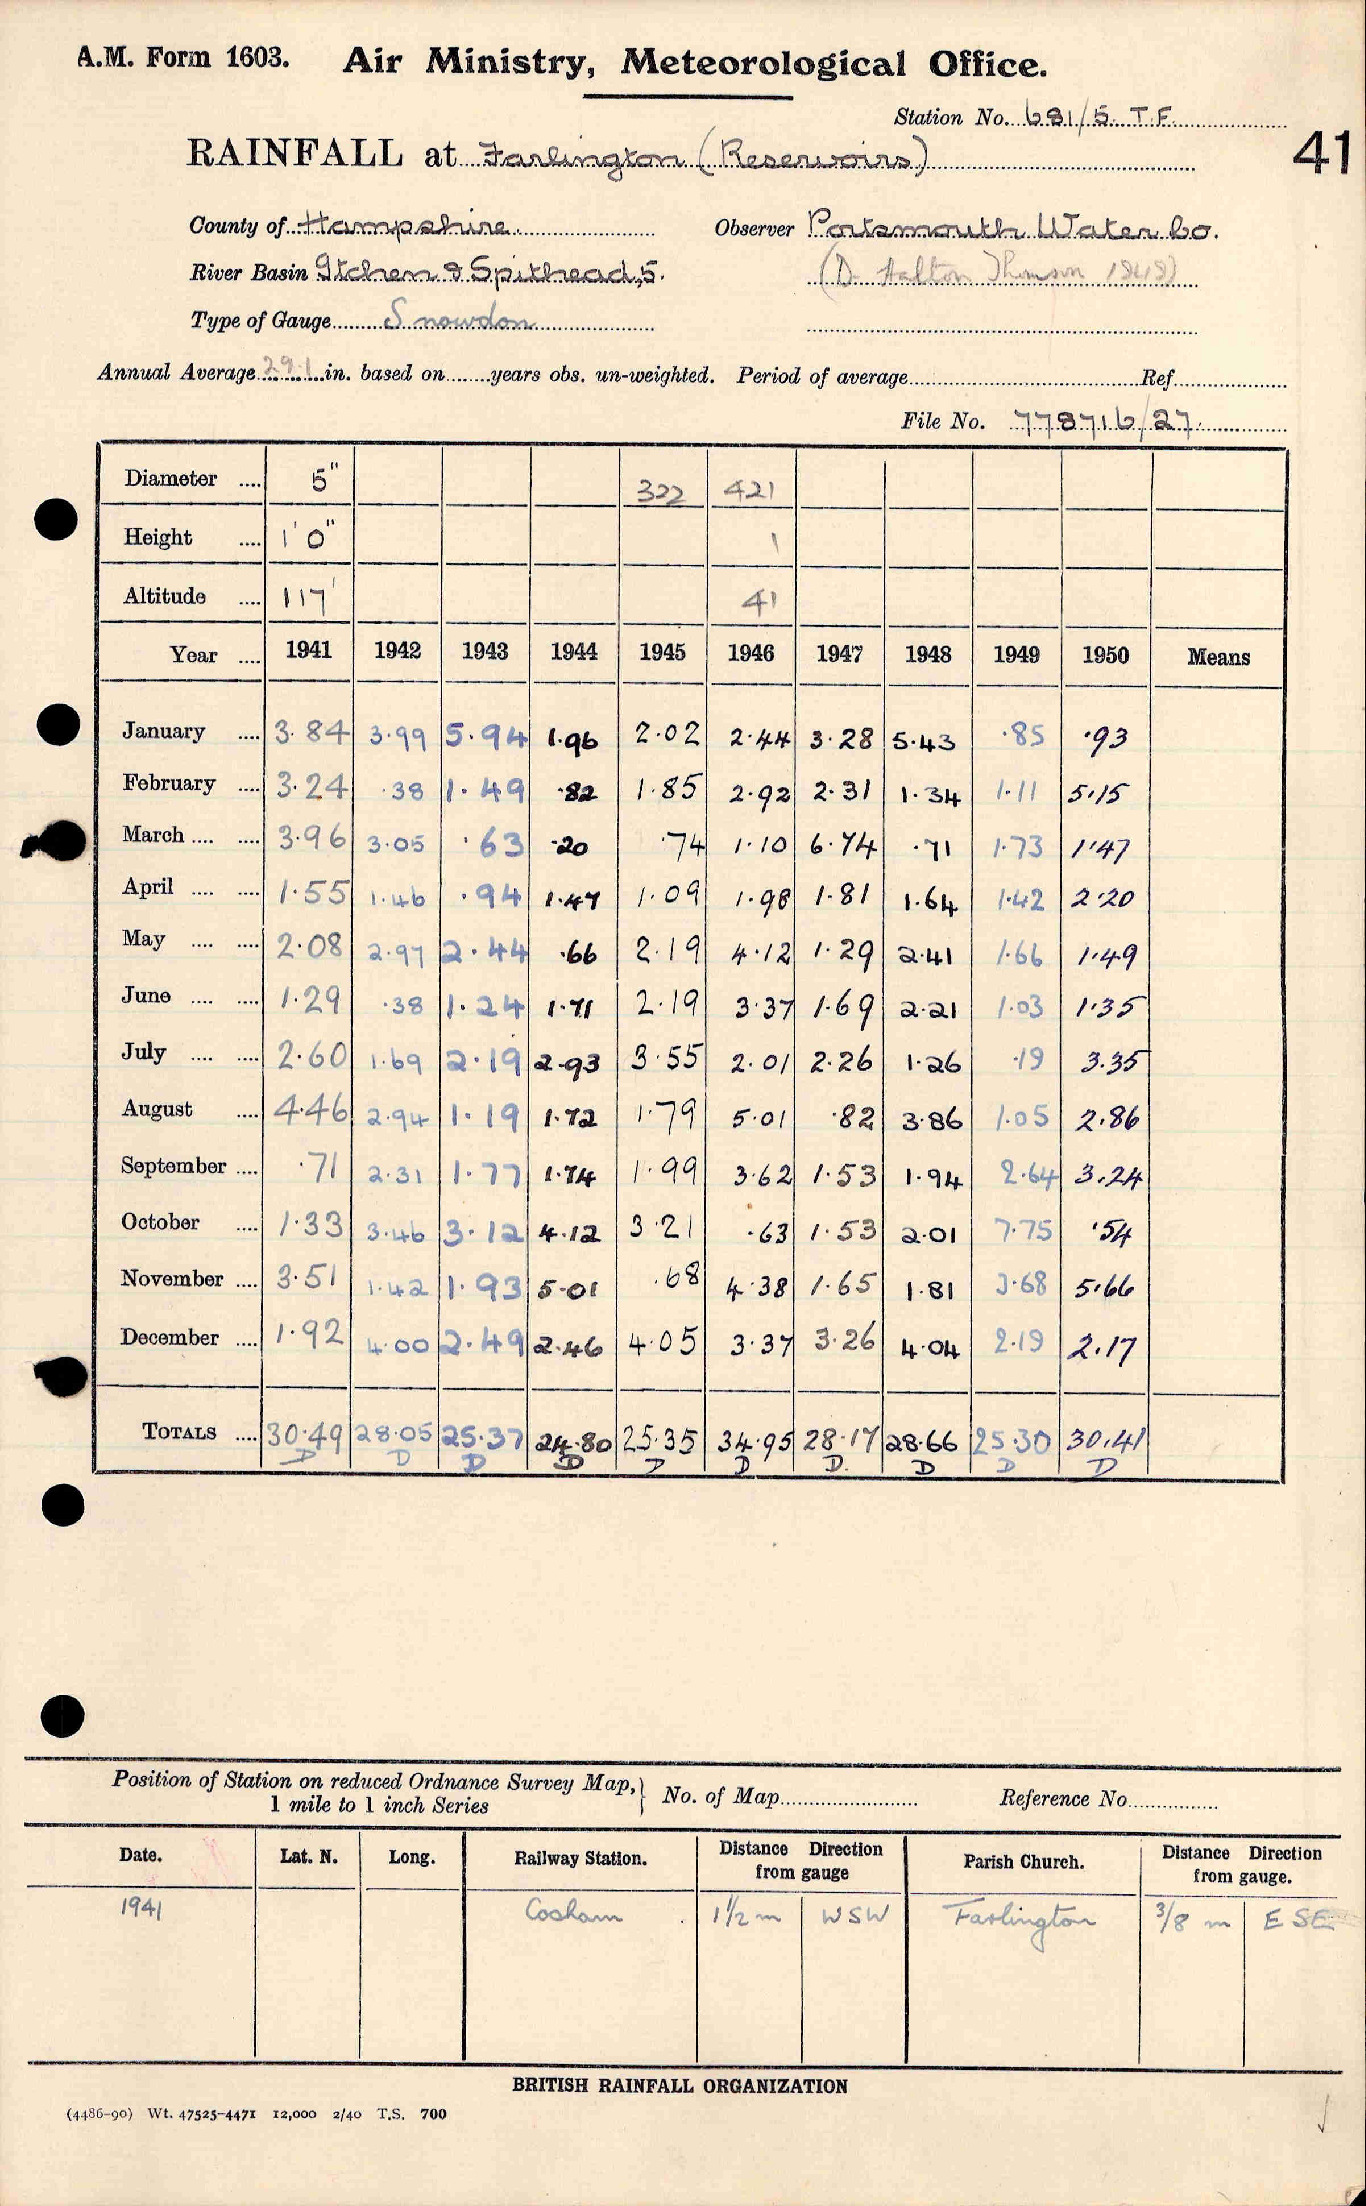 A.M. Form 1603. Air Ministry, Meteorological Office.
Station No. 681/5 T.F.
41
RAINFALL at Farlington (Reservoirs)
County of Hampshire. Observer Portsmouth Water Co.
River Basin Itchen & Spithead, 5. (D. Halton Thomson 1948)
Type of Gauge Snowdon
Annual Average 29.1 in. based on years obs. un-weighted. Period of average Ref
File No. 778716/27.
Diameter .... 5" 322 421
Height .... 1' 0" 1
Altitude .... 117' 41
Year .... 1941 1942 1943 1944 1945 1946 1947 1948 1949 1950 Means
January .... 3.84 3.99 5.94 1.96 2.02 2.44 3.28 5.43 .85 .93
February .... 3.24 .38 1.49 .82 1.85 2.92 2.31 1.34 1.11 5.15
March .... .... 3.96 3.05 .63 .20 .74 1.10 6.74 .71 1.73 1.47
April .... .... 1.55 1.46 .94 1.47 1.09 1.98 1.81 1.64 1.42 2.20
May .... .... 2.08 2.97 2.44 .66 2.19 4.12 1.29 2.41 1.66 1.49
June .... .... 1.29 .38 1.24 1.71 2.19 3.37 1.69 2.21 1.03 1.35
July .... .... 2.60 1.69 2.19 2.93 3.55 2.01 2.26 1.26 .19 3.35
August .... 4.46 2.94 1.19 1.72 1.79 5.01 .82 3.86 1.05 2.86
September .... .71 2.31 1.77 1.74 1.99 3.62 1.53 1.94 2.64 3.24
October .... 1.33 3.46 3.12 4.12 3.21 .63 1.53 2.01 7.75 .54
November .... 3.51 1.42 1.93 5.01 .68 4.38 1.65 1.81 3.68 5.66
December .... 1.92 4.00 2.49 2.46 4.05 3.37 3.26 4.04 2.19 2.17
TOTALS .... 30.49 28.05 25.37 24.80 25.35 34.95 28.17 28.66 25.30 30.41
D D D D D D D. D D D
Position of Station on reduced Ordnance Survey Map, 1 mile to 1 inch Series } No. of Map Reference No.
Date. Lat. N. Long. Railway Station. Distance Direction from gauge Parish Church. Distance Direction from gauge.
1941 Cosham 1½ m WSW Farlington 3/8 m ESE
BRITISH RAINFALL ORGANIZATION
(4486-90) Wt. 47525-4471 12,000 2/40 T.S. 700